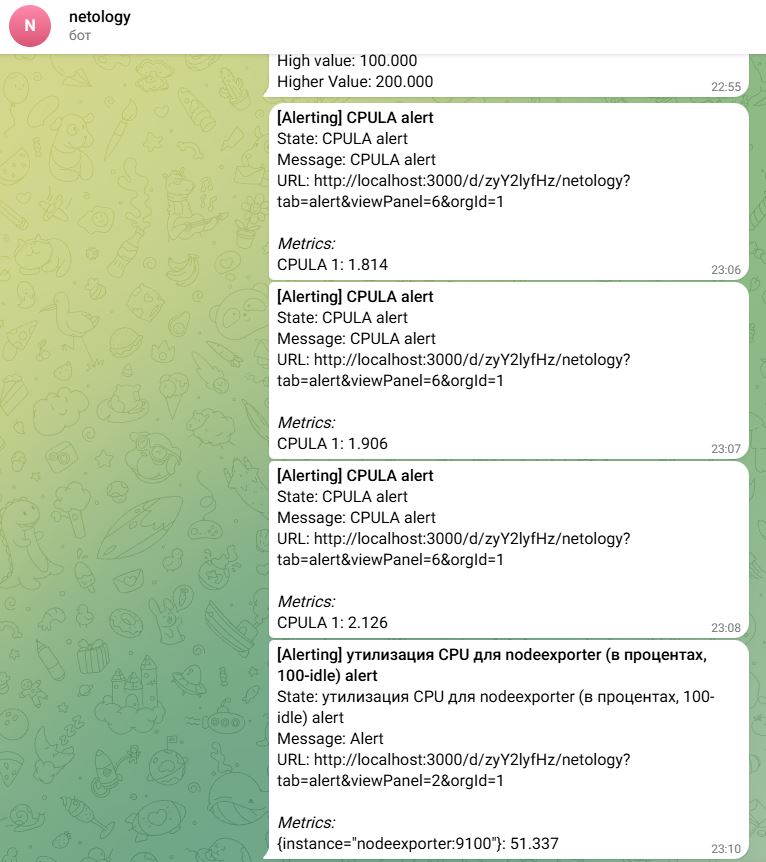 N
netology
бот
High value: 100.000
Higher Value: 200.000
22:55
[Alerting] CPULA alert
State: CPULA alert
Message: CPULA alert
URL: http://localhost:3000/d/zyY2lyfHz/netology?
tab=alert&viewPanel=6&orgId=1
Metrics:
CPULA 1: 1.814
23:06
[Alerting] CPULA alert
State: CPULA alert
Message: CPULA alert
URL: http://localhost:3000/d/zyY2lyfHz/netology?
tab=alert&viewPanel=6&orgId=1
Metrics:
CPULA 1: 1.906
23:07
[Alerting] CPULA alert
State: CPULA alert
Message: CPULA alert
URL: http://localhost:3000/d/zyY2lyfHz/netology?
tab=alert&viewPanel=6&orgId=1
Metrics:
CPULA 1: 2.126
23:08
[Alerting] утилизация CPU для nodeexporter (в процентах,
100-idle) alert
State: утилизация CPU для nodeexporter (в процентах, 100-
idle) alert
Message: Alert
URL: http://localhost:3000/d/zyY2lyfHz/netology?
tab=alert&viewPanel=2&orgId=1
Metrics:
{instance="nodeexporter:9100"}: 51.337
23:10